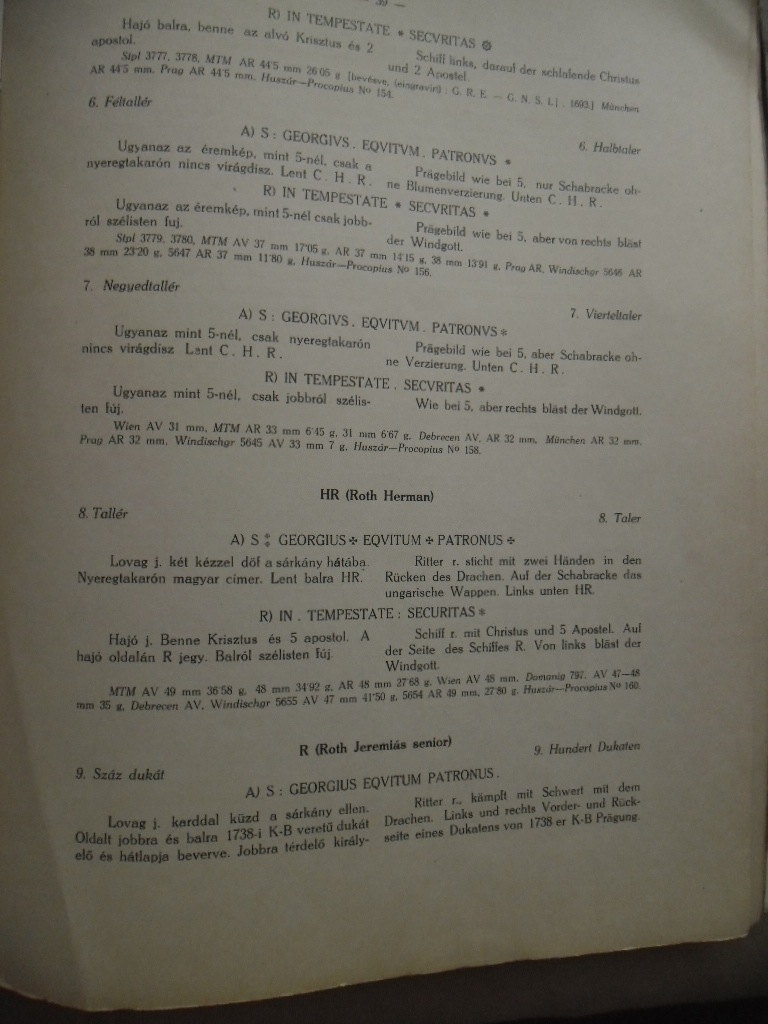 — 39 —
R) IN TEMPESTATE * SECVRITAS ❁
Hajó balra, benne az alvó Krisztus és 2
apostol.
Schiff links, darauf der schlafende Christus
und 2 Apostel.
Stpl 3777, 3778, MTM AR 44·5 mm 26·05 g [bevésve, (eingravirt) : G. R. E. — G. N. S. L[ . 1693.] München
AR 44·5 mm, Prag AR 44·5 mm, Huszár—Procopius No 154.
6. Féltallér
6. Halbtaler
A) S : GEORGIVS . EQVITVM . PATRONVS *
Ugyanaz az éremkép, mint 5-nél, csak a
nyeregtakarón nincs virágdisz. Lent C . H . R .
Prägebild wie bei 5, nur Schabracke oh-
ne Blumenverzierung. Unten C . H . R .
R) IN TEMPESTATE * SECVRITAS *
Ugyanaz az éremkép, mint 5-nél csak jobb-
ról szélisten fuj.
Prägebild wie bei 5, aber von rechts bläst
der Windgott.
Stpl 3779, 3780, MTM AV 37 mm 17·05 g, AR 37 mm 14·15 g, 38 mm 13·91 g, Prag AR, Windischgr 5646 AR
38 mm 23·20 g, 5647 AR 37 mm 11·80 g, Huszár—Procopius No 156.
7. Negyedtallér
7. Vierteltaler
A) S : GEORGIVS . EQVITVM . PATRONVS *
Ugyanaz mint 5-nél, csak nyeregtakarón
nincs virágdisz Lent C . H . R .
Prägebild wie bei 5, aber Schabracke oh-
ne Verzierung. Unten C . H . R .
R) IN TEMPESTATE . SECVRITAS *
Ugyanaz mint 5-nél, csak jobbról szélis-
ten fúj.
Wie bei 5, aber rechts bläst der Windgott.
Wien AV 31 mm, MTM AR 33 mm 6·45 g, 31 mm 6·67 g, Debrecen AV, AR 32 mm, München AR 32 mm,
Prag AR 32 mm, Windischgr 5645 AV 33 mm 7 g, Huszár—Procopius No 158.
HR (Roth Herman)
8. Tallér
8. Taler
A) S ⁑ GEORGIUS ✣ EQVITUM ✣ PATRONUS ✣
Lovag j. két kézzel döf a sárkány hátába.
Nyeregtakarón magyar cimer. Lent balra HR.
Ritter r. sticht mit zwei Händen in den
Rücken des Drachen. Auf der Schabracke das
ungarische Wappen. Links unten HR.
R) IN . TEMPESTATE : SECURITAS *
Hajó j. Benne Krisztus és 5 apostol. A
hajó oldalán R jegy. Balról szélisten fúj.
Schiff r. mit Christus und 5 Apostel. Auf
der Seite des Schiffes R. Von links bläst der
Windgott.
MTM AV 49 mm 36·58 g, 48 mm 34·92 g, AR 48 mm 27·68 g, Wien AV 48 mm, Domanig 797, AV 47—48
mm 35 g, Debrecen AV, Windischgr 5655 AV 47 mm 41·50 g, 5654 AR 49 mm, 27·80 g, Huszár—Procopius No 160.
R (Roth Jeremiás senior)
9. Száz dukát
9. Hundert Dukaten
A) S : GEORGIUS EQVITUM PATRONUS .
Lovag j. karddal küzd a sárkány ellen.
Oldalt jobbra és balra 1738-i K-B veretű dukát
elő és hátlapja beverve. Jobbra térdelő király-
Ritter r., kämpft mit Schwert mit dem
Drachen. Links und rechts Vorder- und Rück-
seite eines Dukatens von 1738 er K-B Prägung.